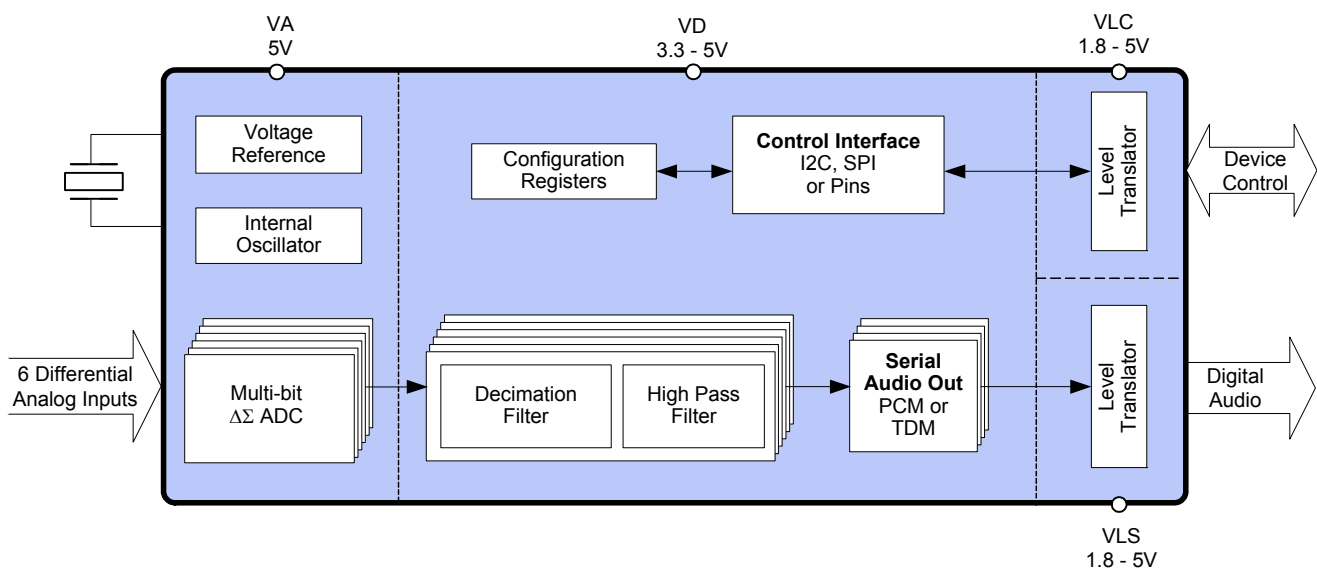 VA
5V
VD
3.3 - 5V
VLC
1.8 - 5V
Voltage
Reference
Internal
Oscillator
Configuration
Registers
Control Interface
I2C, SPI
or Pins
Level
Translator
Device
Control
6 Differential
Analog Inputs
Multi-bit
ΔΣ ADC
Decimation
Filter
High Pass
Filter
Serial
Audio Out
PCM or
TDM
Level
Translator
Digital
Audio
VLS
1.8 - 5V